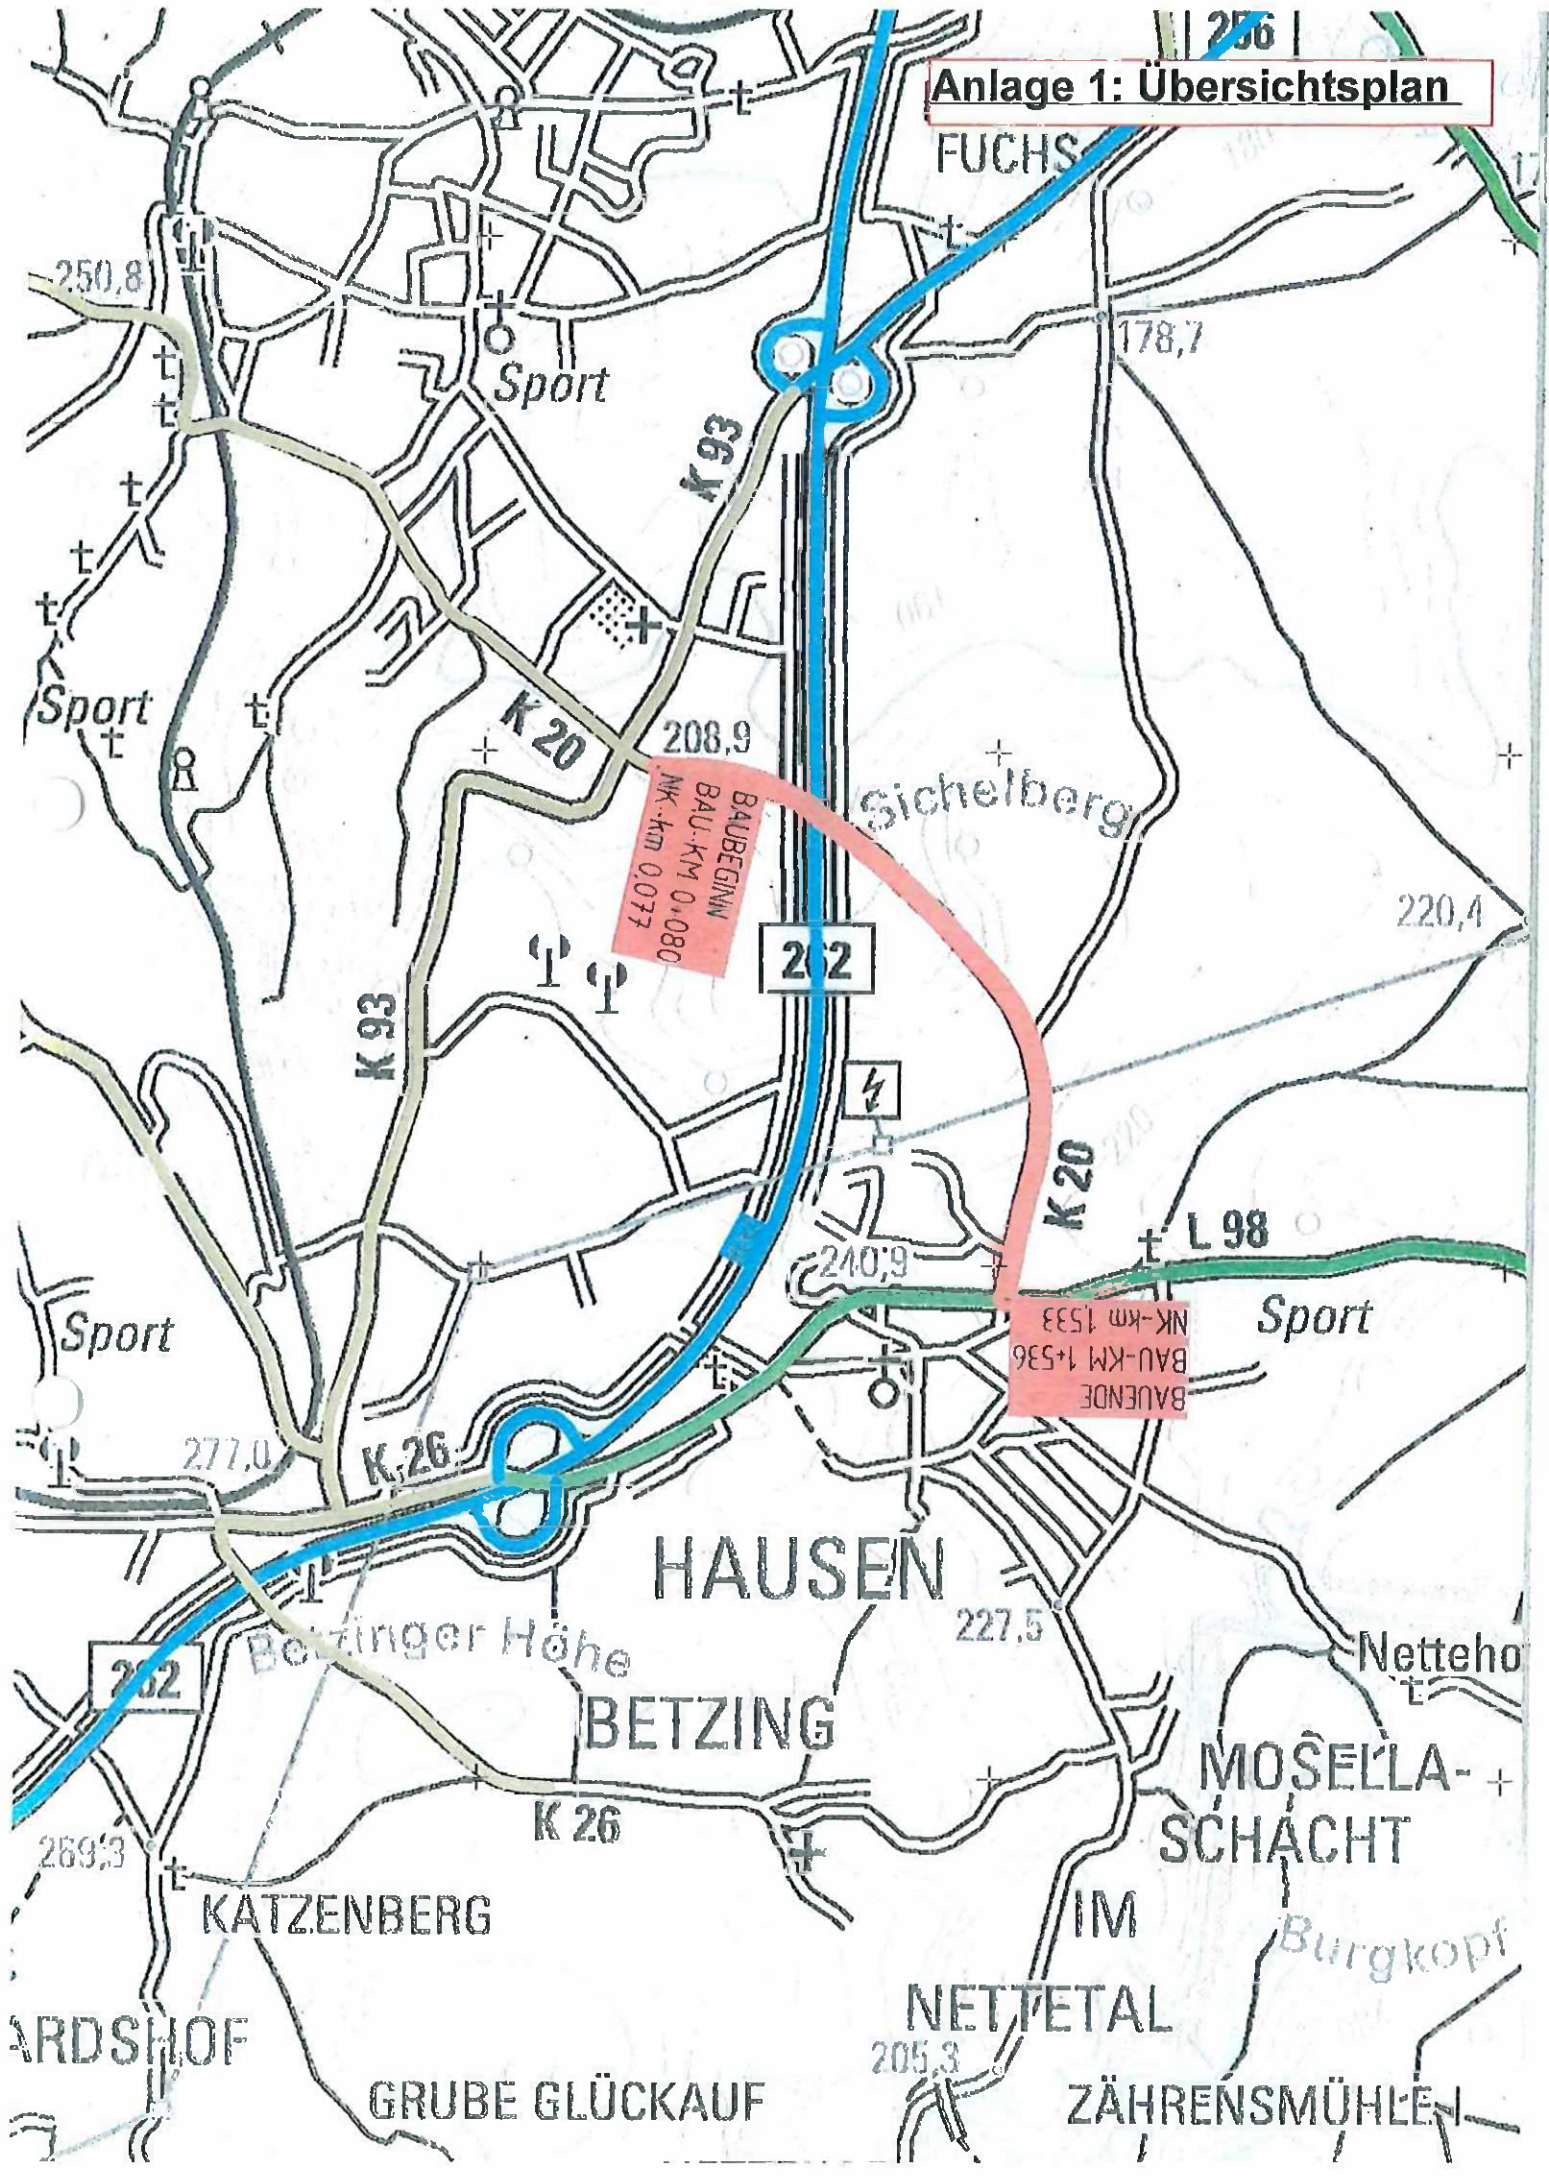 256
Anlage 1: Übersichtsplan
FUCHS
17
250,8
178,7
Sport
K 93
Sport
K 20
208,9
Sichelberg
BAUBEGINN
BAU-KM 0+080
NK-km 0,077
220,4
262
K 93
K 20
L 98
240,9
Sport
Sport
BAUENDE
BAU-KM 1+536
NK-km 1,533
277,0
K 26
HAUSEN
227,5
Betzinger Höhe
262
Netteho
BETZING
MOSELLA-
SCHACHT
K 26
269,3
KATZENBERG
IM
NETTETAL
Burgkopf
ARDSHOF
205,3
GRUBE GLÜCKAUF
ZÄHRENSMÜHLE